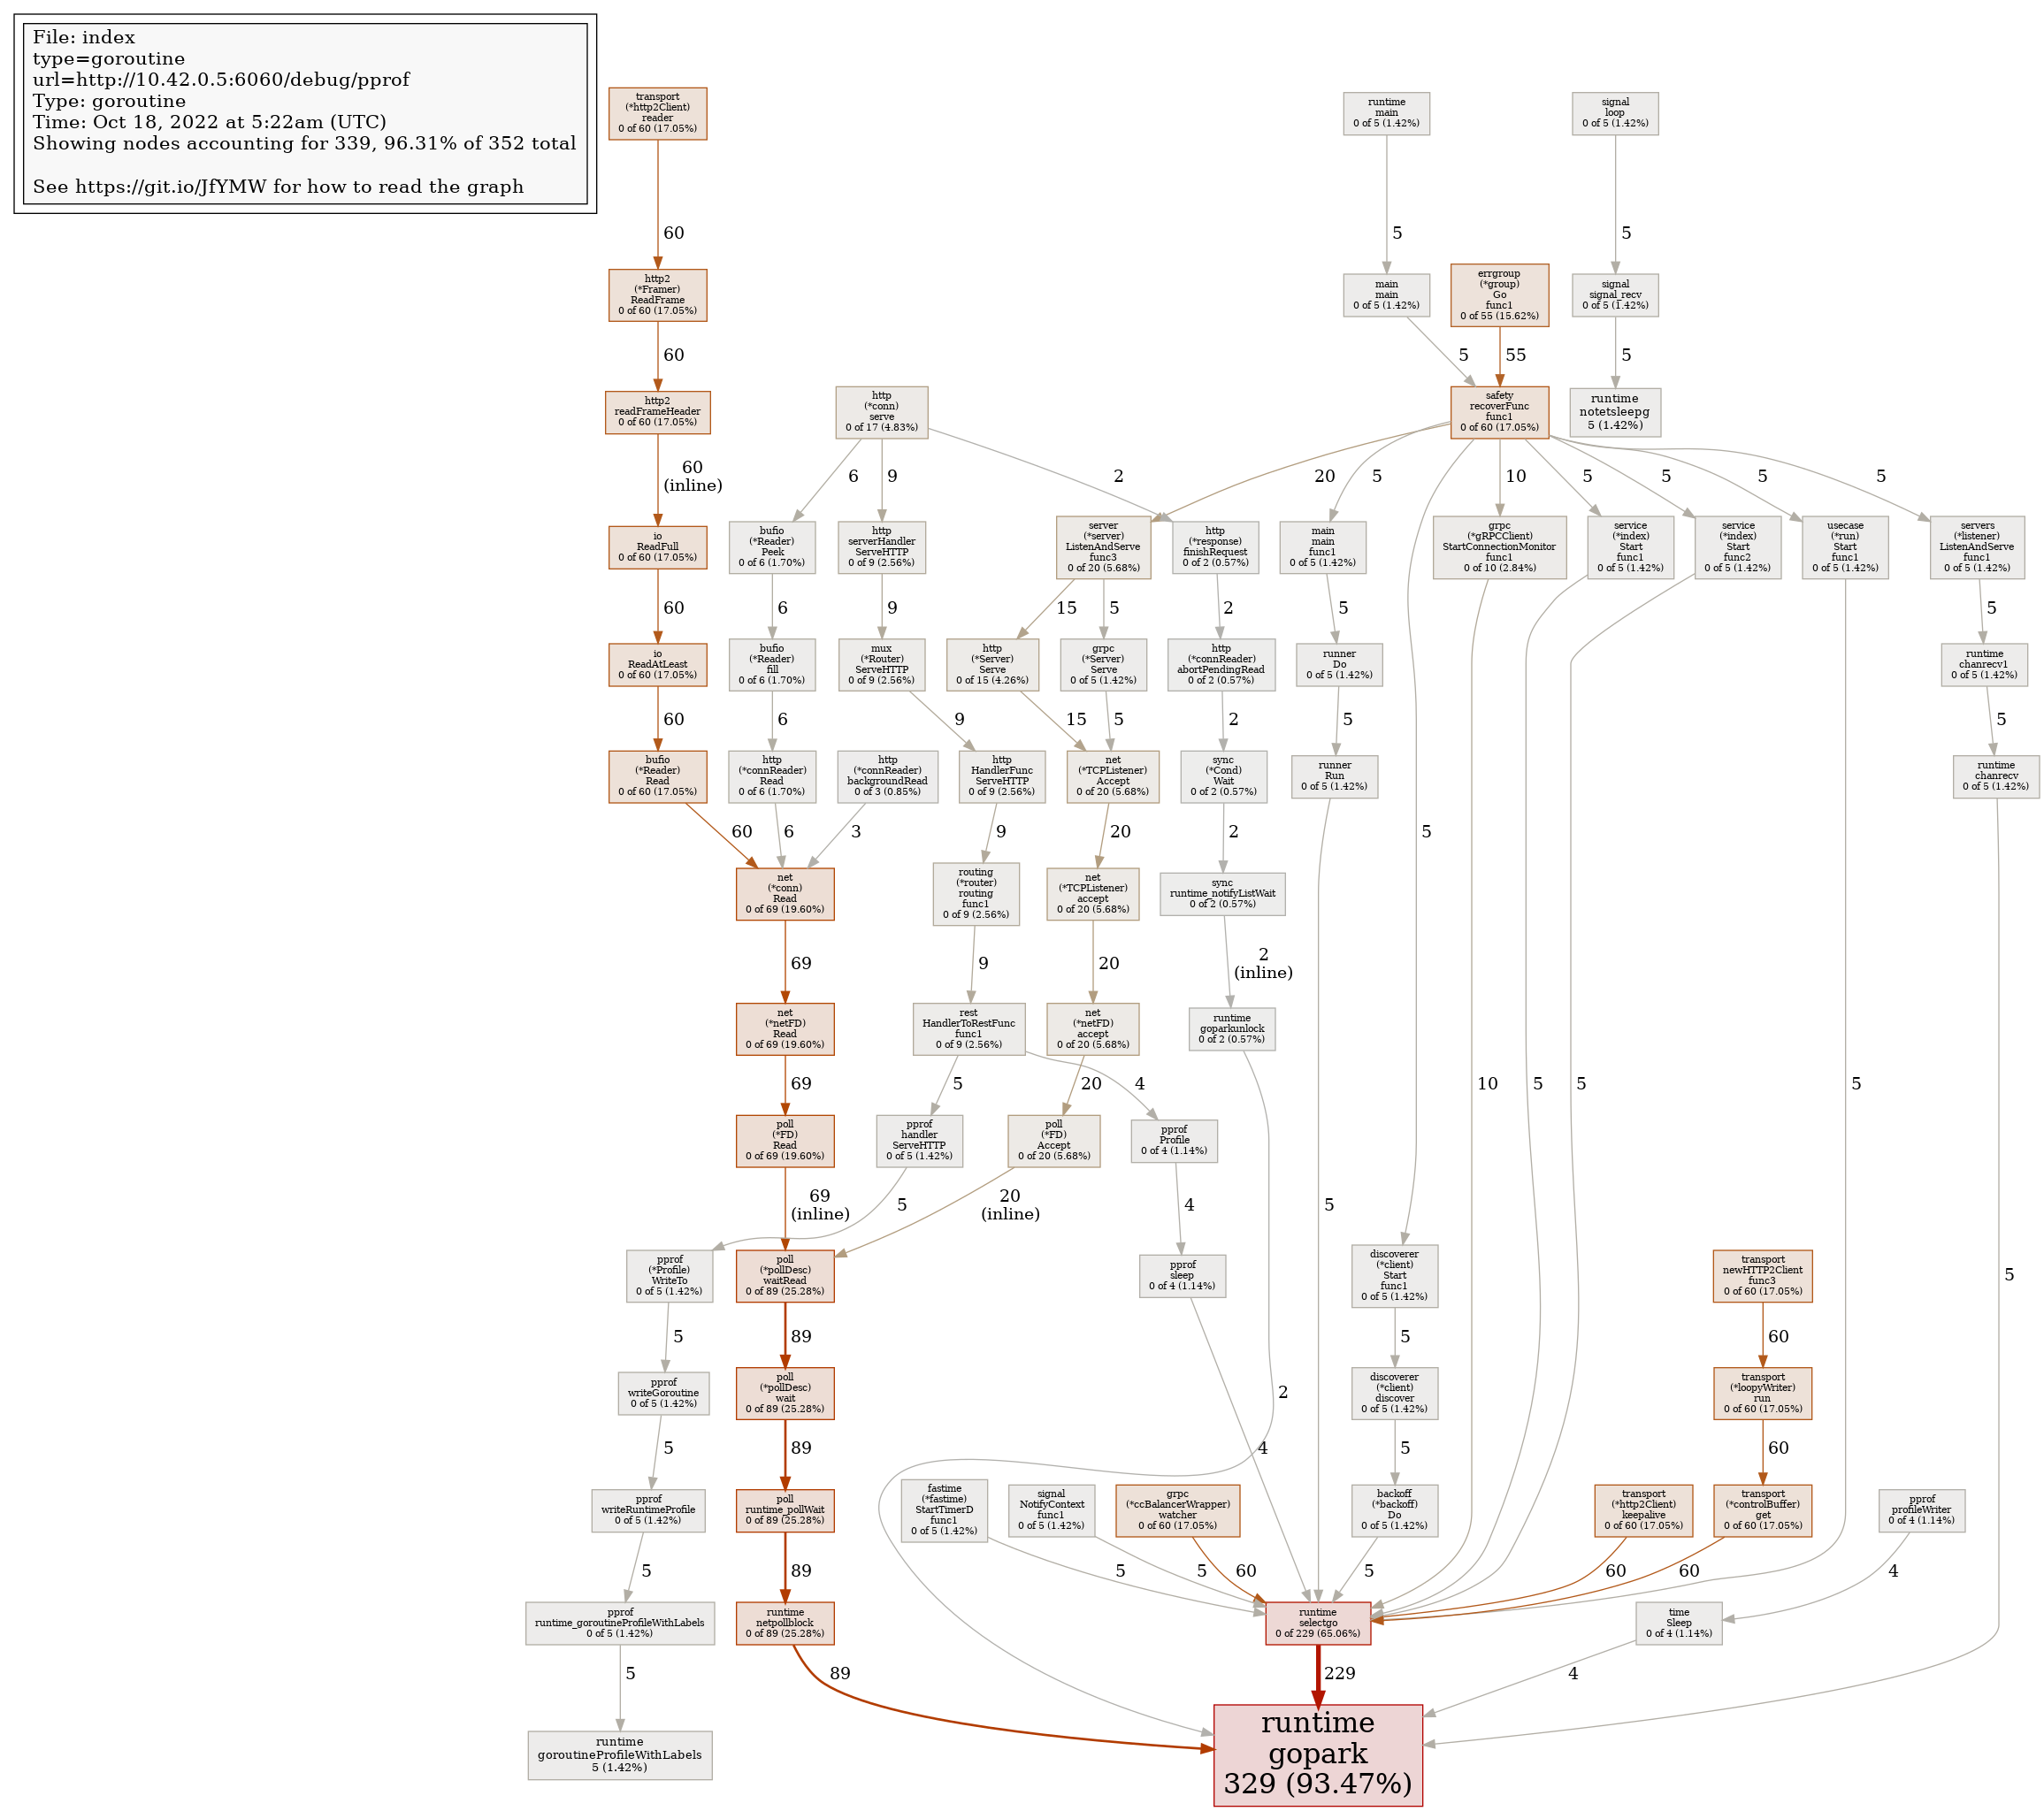 File: index
type=goroutine
url=http://10.42.0.5:6060/debug/pprof
Type: goroutine
Time: Oct 18, 2022 at 5:22am (UTC)
Showing nodes accounting for 339, 96.31% of 352 total
See https://git.io/JfYMW for how to read the graph
transport
(*http2Client)
reader
0 of 60 (17.05%)
runtime
main
0 of 5 (1.42%)
signal
loop
0 of 5 (1.42%)
60
5
5
http2
(*Framer)
ReadFrame
0 of 60 (17.05%)
main
main
0 of 5 (1.42%)
errgroup
(*group)
Go
func1
0 of 55 (15.62%)
signal
signal_recv
0 of 5 (1.42%)
60
5
55
5
http2
readFrameHeader
0 of 60 (17.05%)
http
(*conn)
serve
0 of 17 (4.83%)
safety
recoverFunc
func1
0 of 60 (17.05%)
runtime
notetsleepg
5 (1.42%)
60
(inline)
6
9
2
20
5
10
5
5
5
5
io
ReadFull
0 of 60 (17.05%)
bufio
(*Reader)
Peek
0 of 6 (1.70%)
http
serverHandler
ServeHTTP
0 of 9 (2.56%)
server
(*server)
ListenAndServe
func3
0 of 20 (5.68%)
http
(*response)
finishRequest
0 of 2 (0.57%)
main
main
func1
0 of 5 (1.42%)
grpc
(*gRPCClient)
StartConnectionMonitor
func1
0 of 10 (2.84%)
service
(*index)
Start
func1
0 of 5 (1.42%)
service
(*index)
Start
func2
0 of 5 (1.42%)
usecase
(*run)
Start
func1
0 of 5 (1.42%)
servers
(*listener)
ListenAndServe
func1
0 of 5 (1.42%)
60
6
9
15
5
2
5
5
io
ReadAtLeast
0 of 60 (17.05%)
bufio
(*Reader)
fill
0 of 6 (1.70%)
mux
(*Router)
ServeHTTP
0 of 9 (2.56%)
http
(*Server)
Serve
0 of 15 (4.26%)
grpc
(*Server)
Serve
0 of 5 (1.42%)
http
(*connReader)
abortPendingRead
0 of 2 (0.57%)
runner
Do
0 of 5 (1.42%)
runtime
chanrecv1
0 of 5 (1.42%)
60
6
9
15
5
2
5
5
bufio
(*Reader)
Read
0 of 60 (17.05%)
http
(*connReader)
Read
0 of 6 (1.70%)
http
(*connReader)
backgroundRead
0 of 3 (0.85%)
http
HandlerFunc
ServeHTTP
0 of 9 (2.56%)
net
(*TCPListener)
Accept
0 of 20 (5.68%)
sync
(*Cond)
Wait
0 of 2 (0.57%)
runner
Run
0 of 5 (1.42%)
runtime
chanrecv
0 of 5 (1.42%)
60
6
3
9
20
2
5
net
(*conn)
Read
0 of 69 (19.60%)
routing
(*router)
routing
func1
0 of 9 (2.56%)
net
(*TCPListener)
accept
0 of 20 (5.68%)
sync
runtime_notifyListWait
0 of 2 (0.57%)
69
9
20
2
(inline)
net
(*netFD)
Read
0 of 69 (19.60%)
rest
HandlerToRestFunc
func1
0 of 9 (2.56%)
net
(*netFD)
accept
0 of 20 (5.68%)
runtime
goparkunlock
0 of 2 (0.57%)
69
5
20
4
10
5
5
5
poll
(*FD)
Read
0 of 69 (19.60%)
pprof
handler
ServeHTTP
0 of 5 (1.42%)
poll
(*FD)
Accept
0 of 20 (5.68%)
pprof
Profile
0 of 4 (1.14%)
69
(inline)
5
20
(inline)
4
5
pprof
(*Profile)
WriteTo
0 of 5 (1.42%)
poll
(*pollDesc)
waitRead
0 of 89 (25.28%)
pprof
sleep
0 of 4 (1.14%)
discoverer
(*client)
Start
func1
0 of 5 (1.42%)
transport
newHTTP2Client
func3
0 of 60 (17.05%)
5
5
89
5
60
pprof
writeGoroutine
0 of 5 (1.42%)
poll
(*pollDesc)
wait
0 of 89 (25.28%)
2
discoverer
(*client)
discover
0 of 5 (1.42%)
transport
(*loopyWriter)
run
0 of 60 (17.05%)
5
89
4
5
60
pprof
writeRuntimeProfile
0 of 5 (1.42%)
poll
runtime_pollWait
0 of 89 (25.28%)
fastime
(*fastime)
StartTimerD
func1
0 of 5 (1.42%)
signal
NotifyContext
func1
0 of 5 (1.42%)
grpc
(*ccBalancerWrapper)
watcher
0 of 60 (17.05%)
backoff
(*backoff)
Do
0 of 5 (1.42%)
transport
(*http2Client)
keepalive
0 of 60 (17.05%)
transport
(*controlBuffer)
get
0 of 60 (17.05%)
pprof
profileWriter
0 of 4 (1.14%)
5
89
5
5
60
5
60
60
4
pprof
runtime_goroutineProfileWithLabels
0 of 5 (1.42%)
runtime
netpollblock
0 of 89 (25.28%)
runtime
selectgo
0 of 229 (65.06%)
time
Sleep
0 of 4 (1.14%)
5
89
229
4
runtime
goroutineProfileWithLabels
5 (1.42%)
runtime
gopark
329 (93.47%)